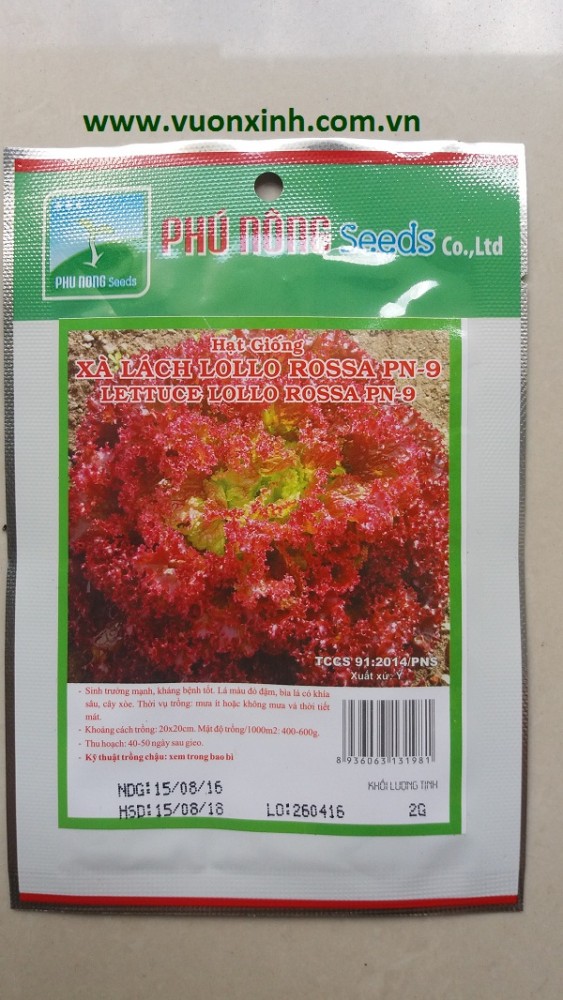 www.vuonxinh.com.vn
PHÚ NÔNG Seeds Co.,Ltd
PHU NONG Seeds
Hạt Giống
XÀ LÁCH LOLLO ROSSA PN-9
LETTUCE LOLLO ROSSA PN-9
TCCS 91:2014/PNS
Xuất xứ: Ý
- Sinh trưởng mạnh, kháng bệnh tốt. Lá màu đỏ đậm, bìa lá có khía
sâu, cây xòe. Thời vụ trồng: mưa ít hoặc không mưa và thời tiết
mát.
- Khoảng cách trồng: 20x20cm. Mật độ trồng/1000m2: 400-600g.
- Thu hoạch: 40-50 ngày sau gieo.
- Kỹ thuật trồng chậu: xem trong bao bì
8 936063 131981
KHỐI LƯỢNG TỊNH
NDG:15/08/16
HSD:15/08/18 LO:260416 2G